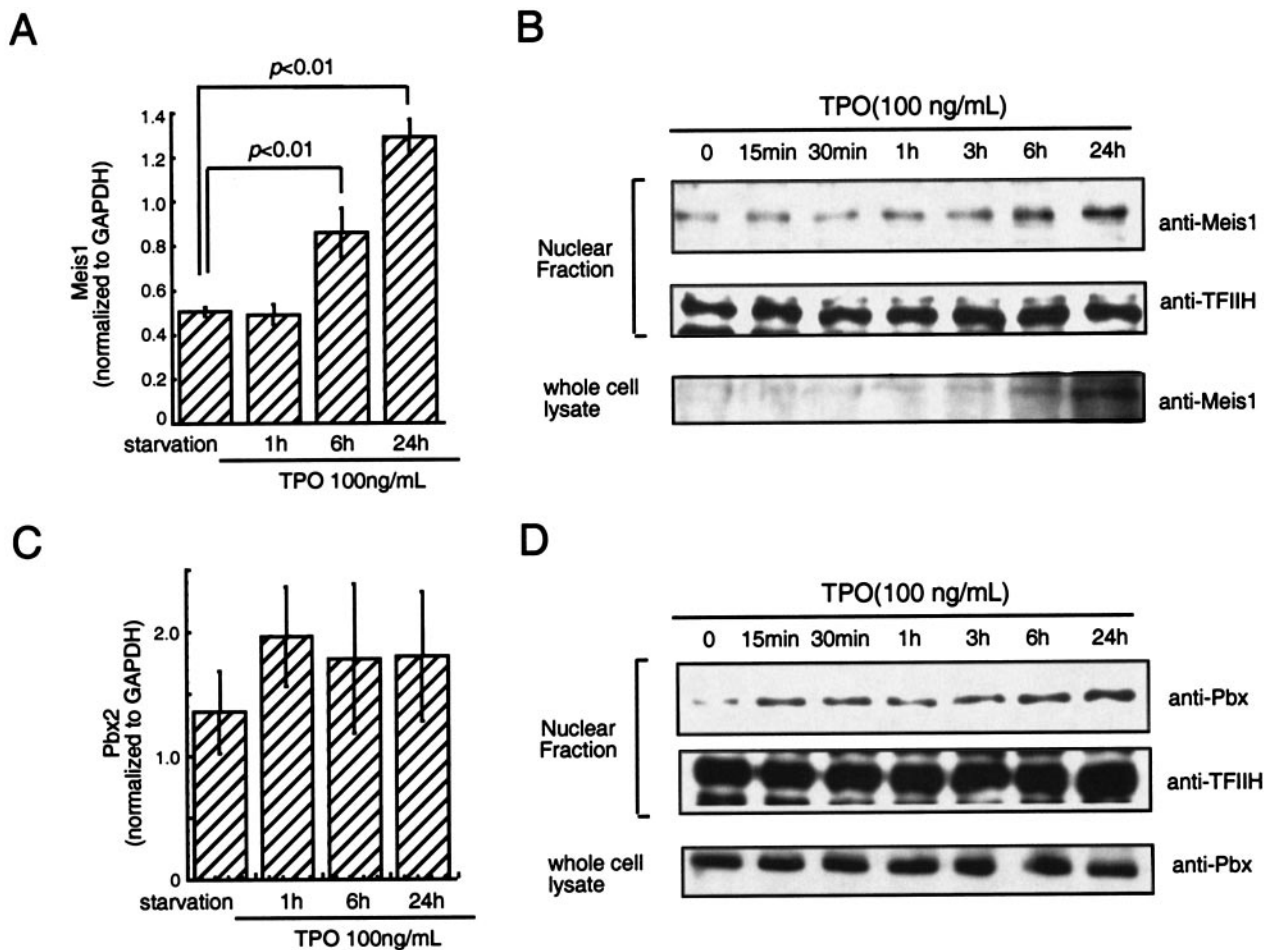 A
p<0.01
p<0.01
Meis1
(normalized to GAPDH)
1.4
1.2
1.0
0.8
0.6
0.4
0.2
0
starvation 1h 6h 24h
TPO 100ng/mL
B
TPO(100 ng/mL)
0 15min 30min 1h 3h 6h 24h
Nuclear
Fraction
anti-Meis1
anti-TFIIH
whole cell
lysate
anti-Meis1
C
Pbx2
(normalized to GAPDH)
2.0
1.0
0
starvation 1h 6h 24h
TPO 100ng/mL
D
TPO(100 ng/mL)
0 15min 30min 1h 3h 6h 24h
Nuclear
Fraction
anti-Pbx
anti-TFIIH
whole cell
lysate
anti-Pbx